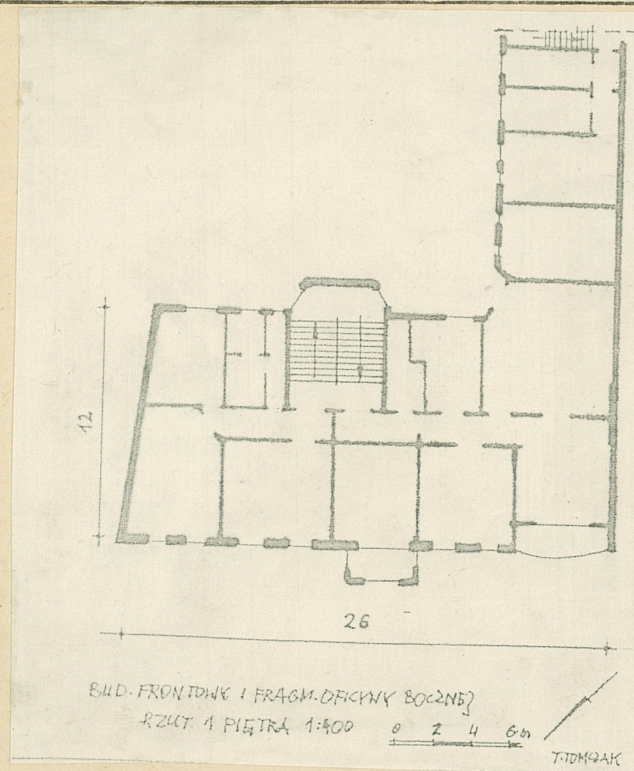 12
26
BUD. FRONTOWY I FRAGM. OFICYNY BOCZNEJ
RZUT 1 PIĘTRA 1:400
0 2 4 6m
T. TOMCZAK